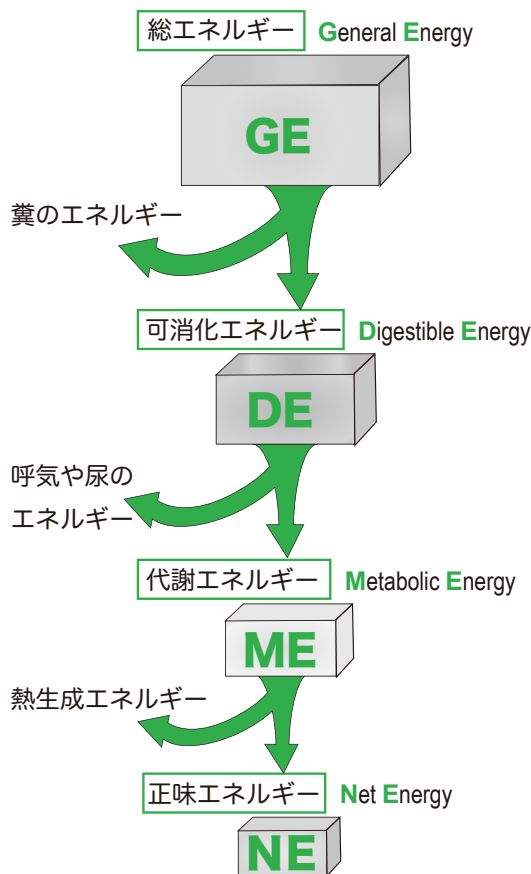 総エネルギー General Energy
GE
糞のエネルギー
可消化エネルギー Digestible Energy
DE
呼気や尿の
エネルギー
代謝エネルギー Metabolic Energy
ME
熱生成エネルギー
正味エネルギー Net Energy
NE